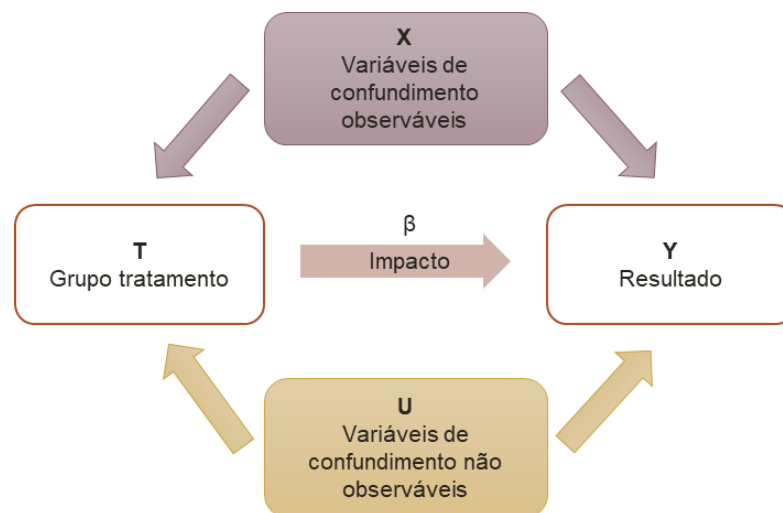 X
Variáveis de
confundimento
observáveis
T
Grupo tratamento
β
Impacto
Y
Resultado
U
Variáveis de
confundimento não
observáveis